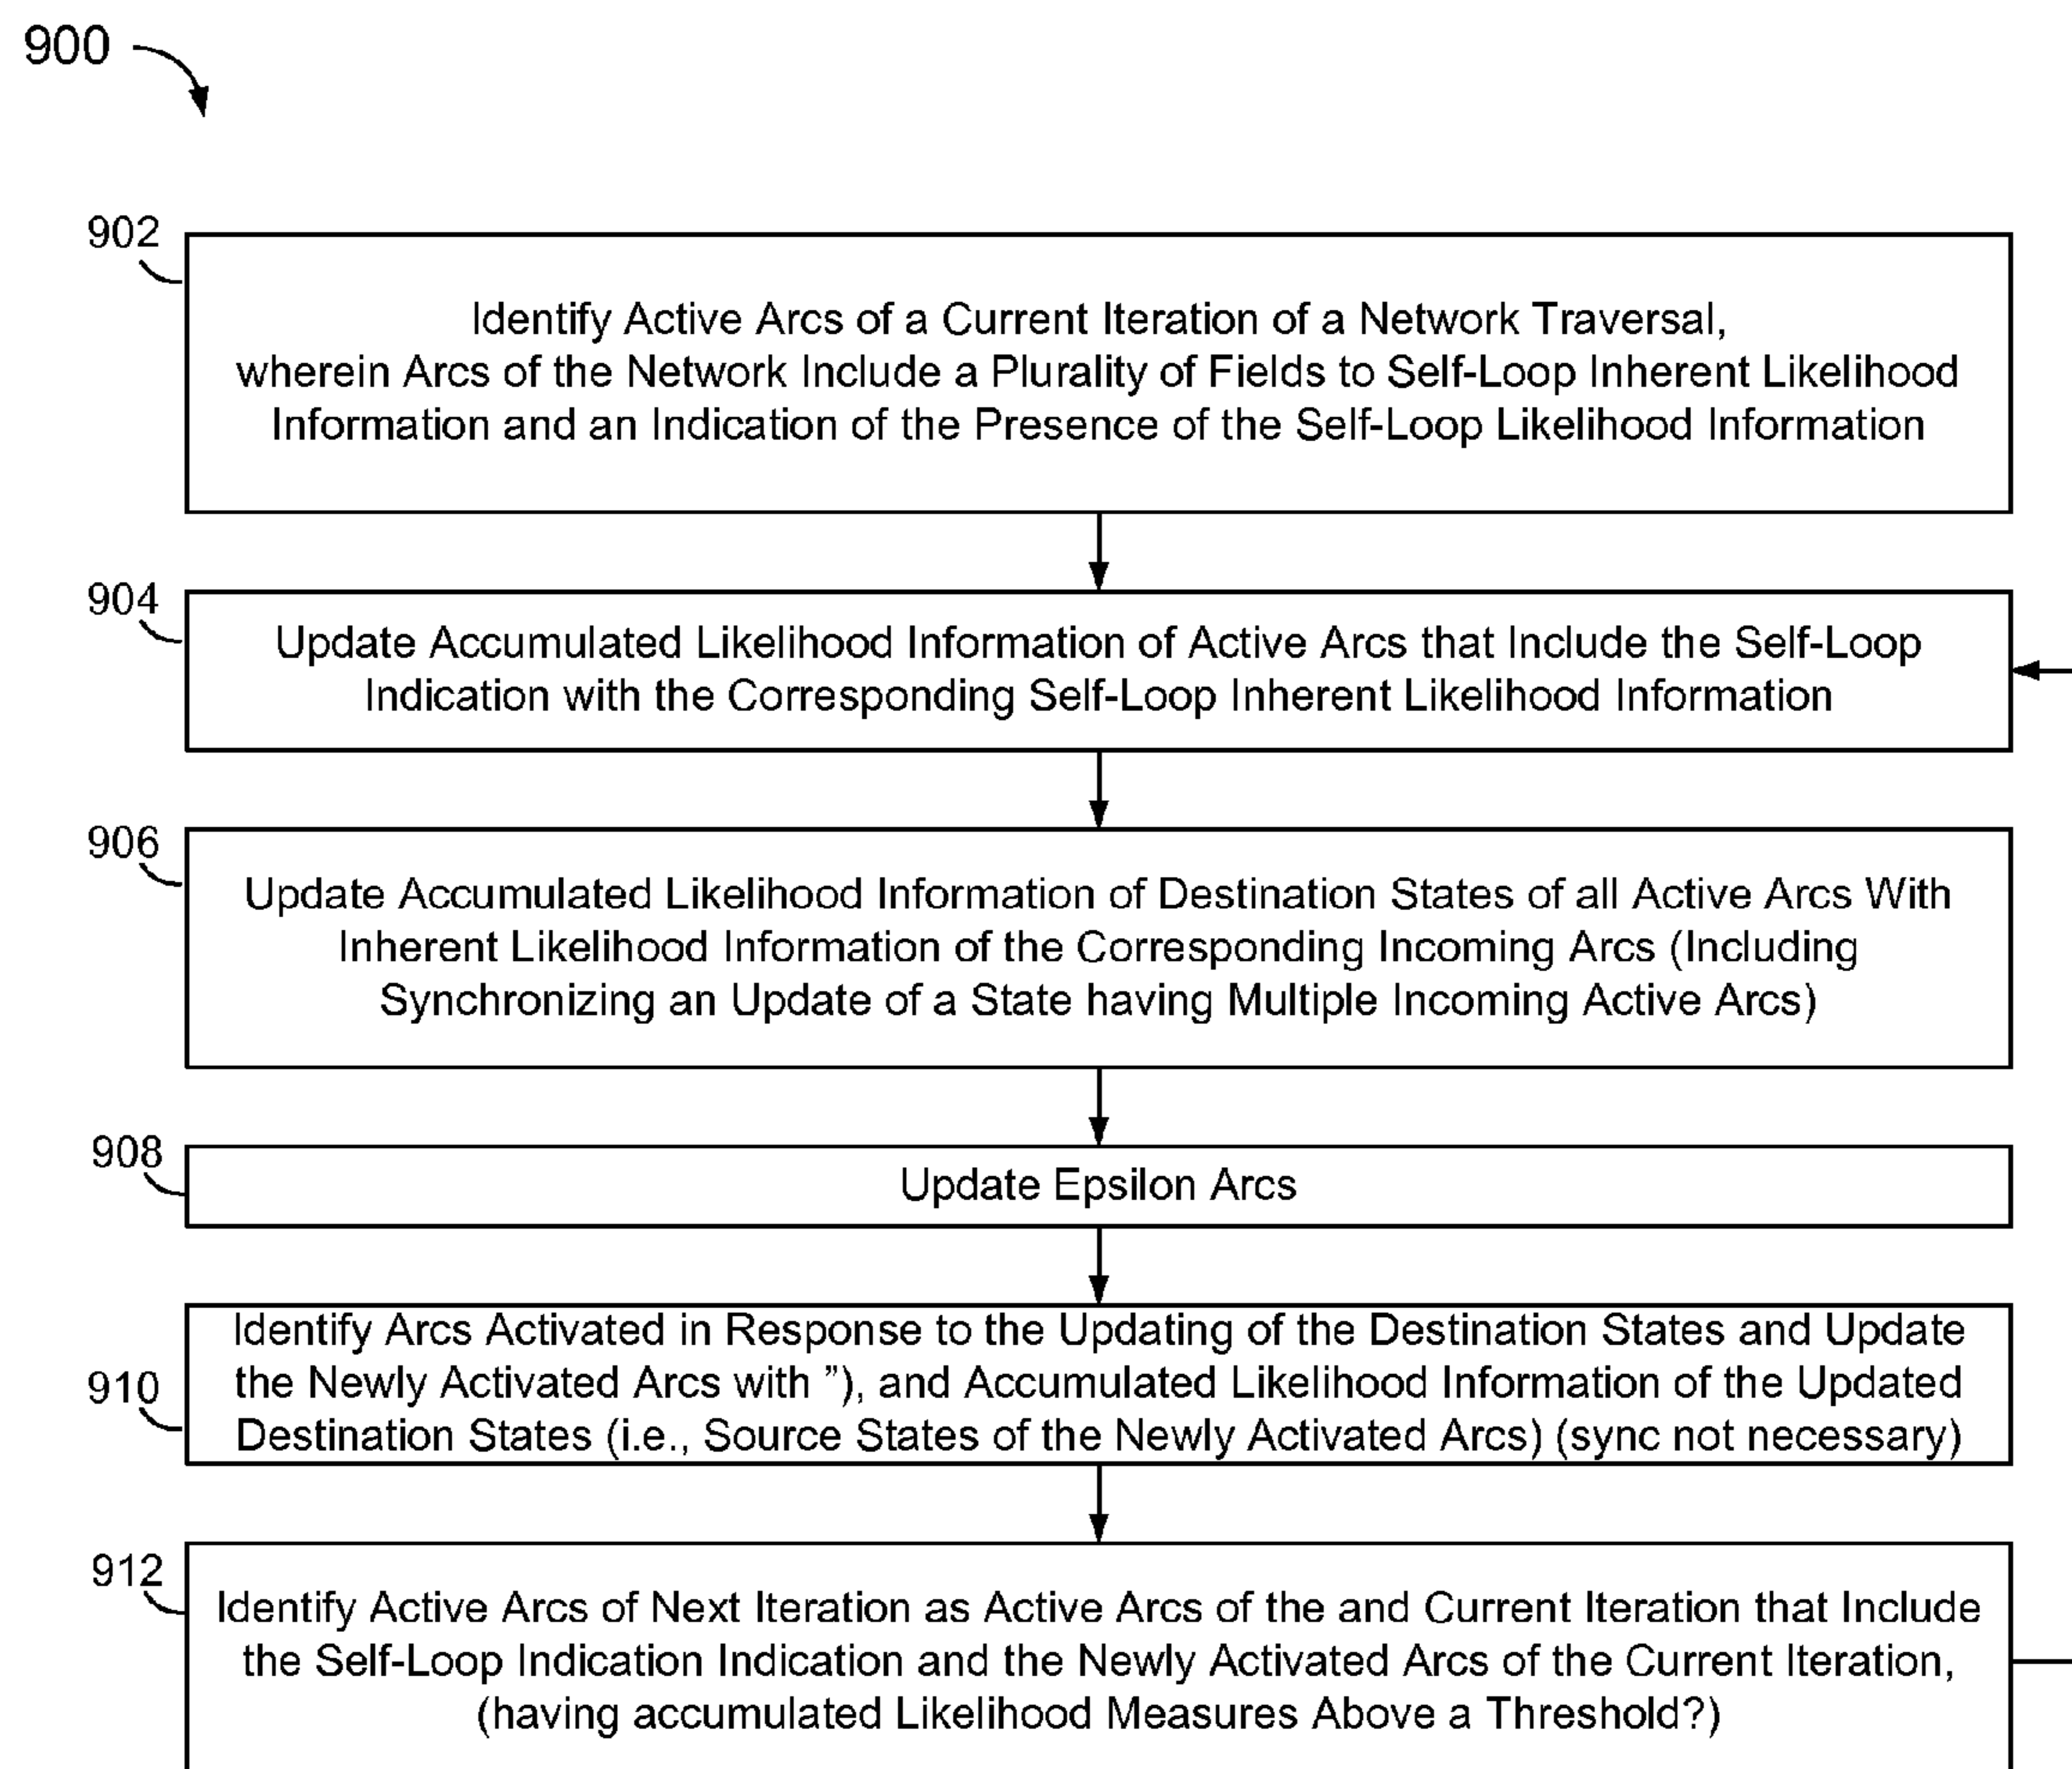 900
902
Identify Active Arcs of a Current Iteration of a Network Traversal,
wherein Arcs of the Network Include a Plurality of Fields to Self-Loop Inherent Likelihood
Information and an Indication of the Presence of the Self-Loop Likelihood Information
904
Update Accumulated Likelihood Information of Active Arcs that Include the Self-Loop
Indication with the Corresponding Self-Loop Inherent Likelihood Information
906
Update Accumulated Likelihood Information of Destination States of all Active Arcs With
Inherent Likelihood Information of the Corresponding Incoming Arcs (Including
Synchronizing an Update of a State having Multiple Incoming Active Arcs)
908
Update Epsilon Arcs
910
Identify Arcs Activated in Response to the Updating of the Destination States and Update
the Newly Activated Arcs with ”), and Accumulated Likelihood Information of the Updated
Destination States (i.e., Source States of the Newly Activated Arcs) (sync not necessary)
912
Identify Active Arcs of Next Iteration as Active Arcs of the and Current Iteration that Include
the Self-Loop Indication Indication and the Newly Activated Arcs of the Current Iteration,
(having accumulated Likelihood Measures Above a Threshold?)